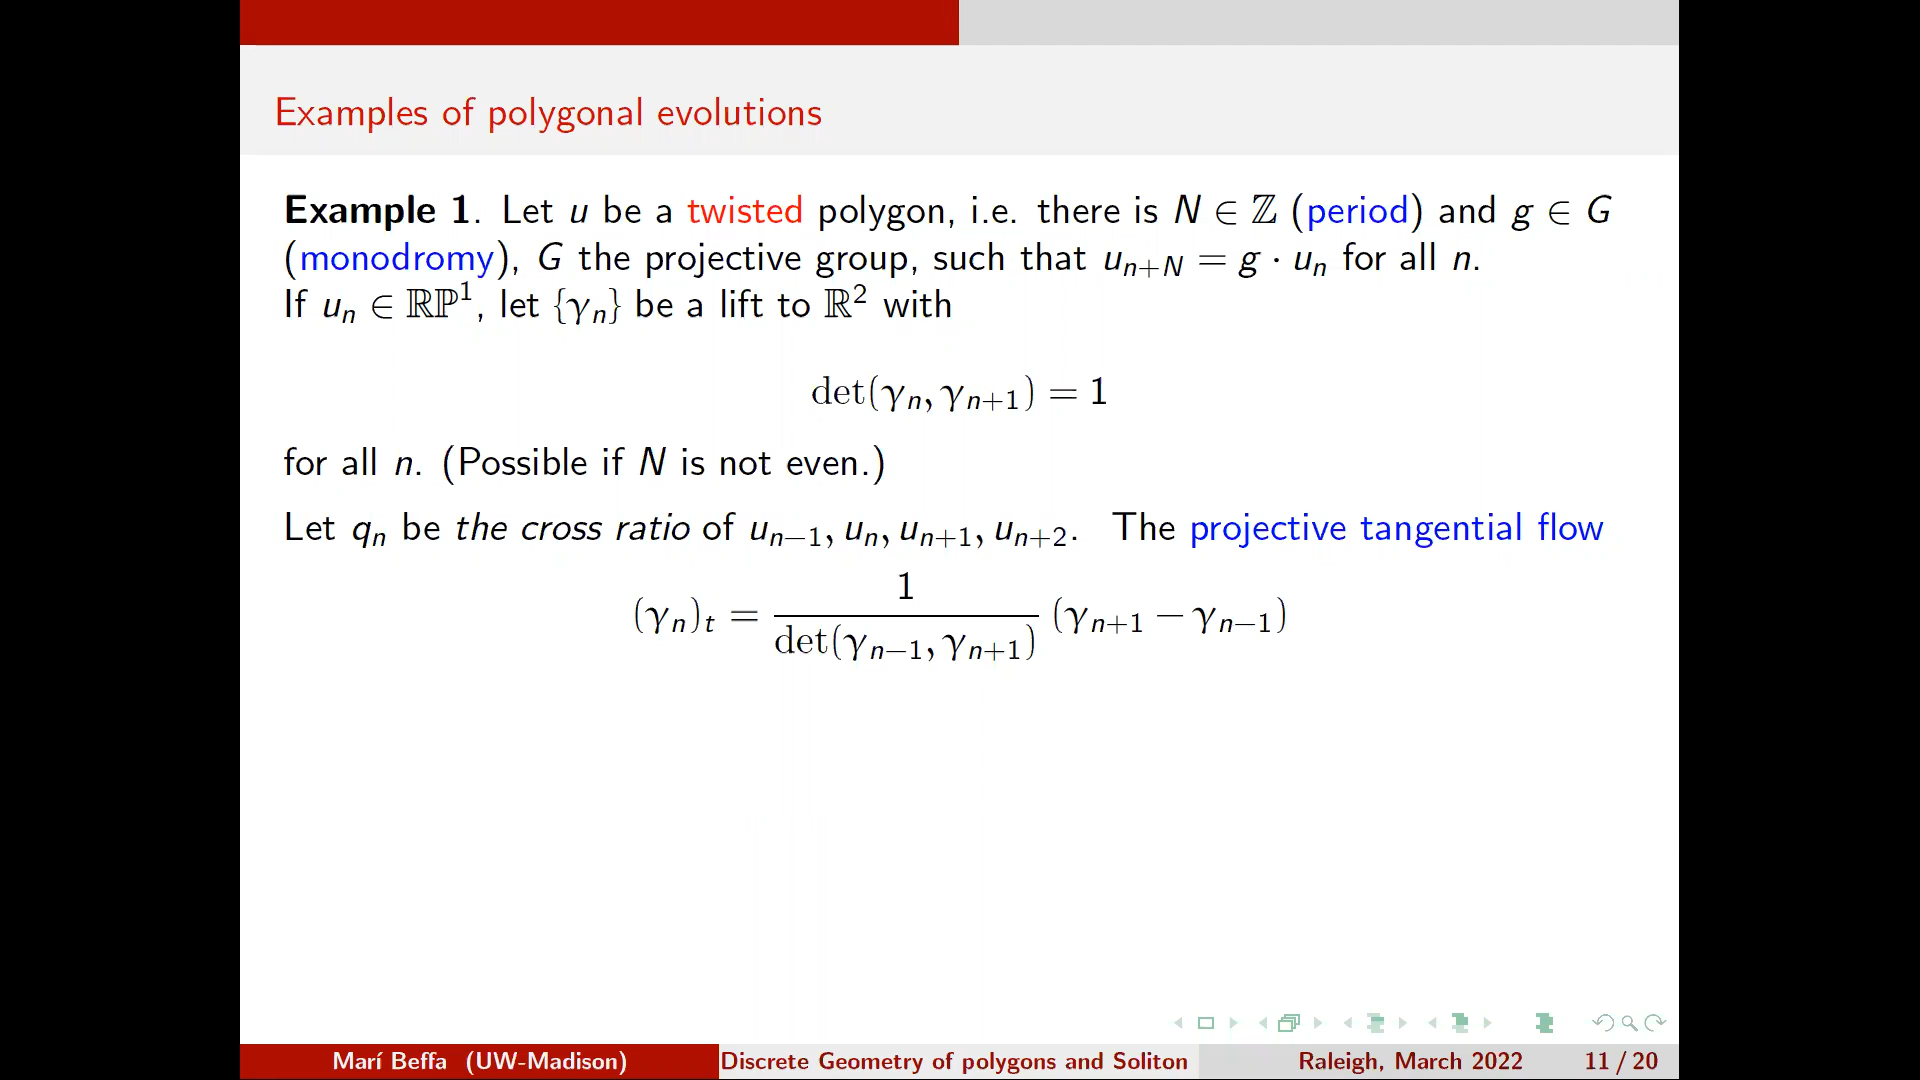 Examples of polygonal evolutions
Example 1. Let u be a twisted polygon, i.e. there is N ∈ ℤ (period) and g ∈ G
(monodromy), G the projective group, such that u_{n+N} = g · u_n for all n.
If u_n ∈ ℝℙ^1, let {γ_n} be a lift to ℝ^2 with
det(γ_n, γ_{n+1}) = 1
for all n. (Possible if N is not even.)
Let q_n be the cross ratio of u_{n−1}, u_n, u_{n+1}, u_{n+2}. The projective tangential flow
(γ_n)_t = \frac{1}{det(γ_{n−1}, γ_{n+1})} (γ_{n+1} − γ_{n−1})
Marí Beffa (UW-Madison) Discrete Geometry of polygons and Soliton Raleigh, March 2022 11 / 20